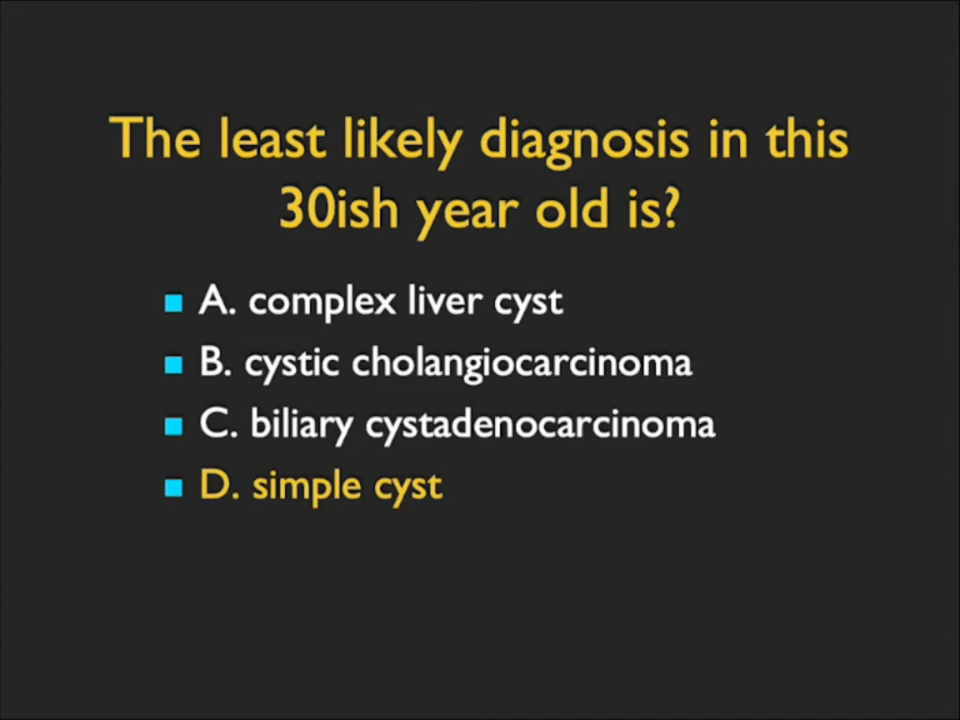 The least likely diagnosis in this
30ish year old is?
A. complex liver cyst
B. cystic cholangiocarcinoma
C. biliary cystadenocarcinoma
D. simple cyst